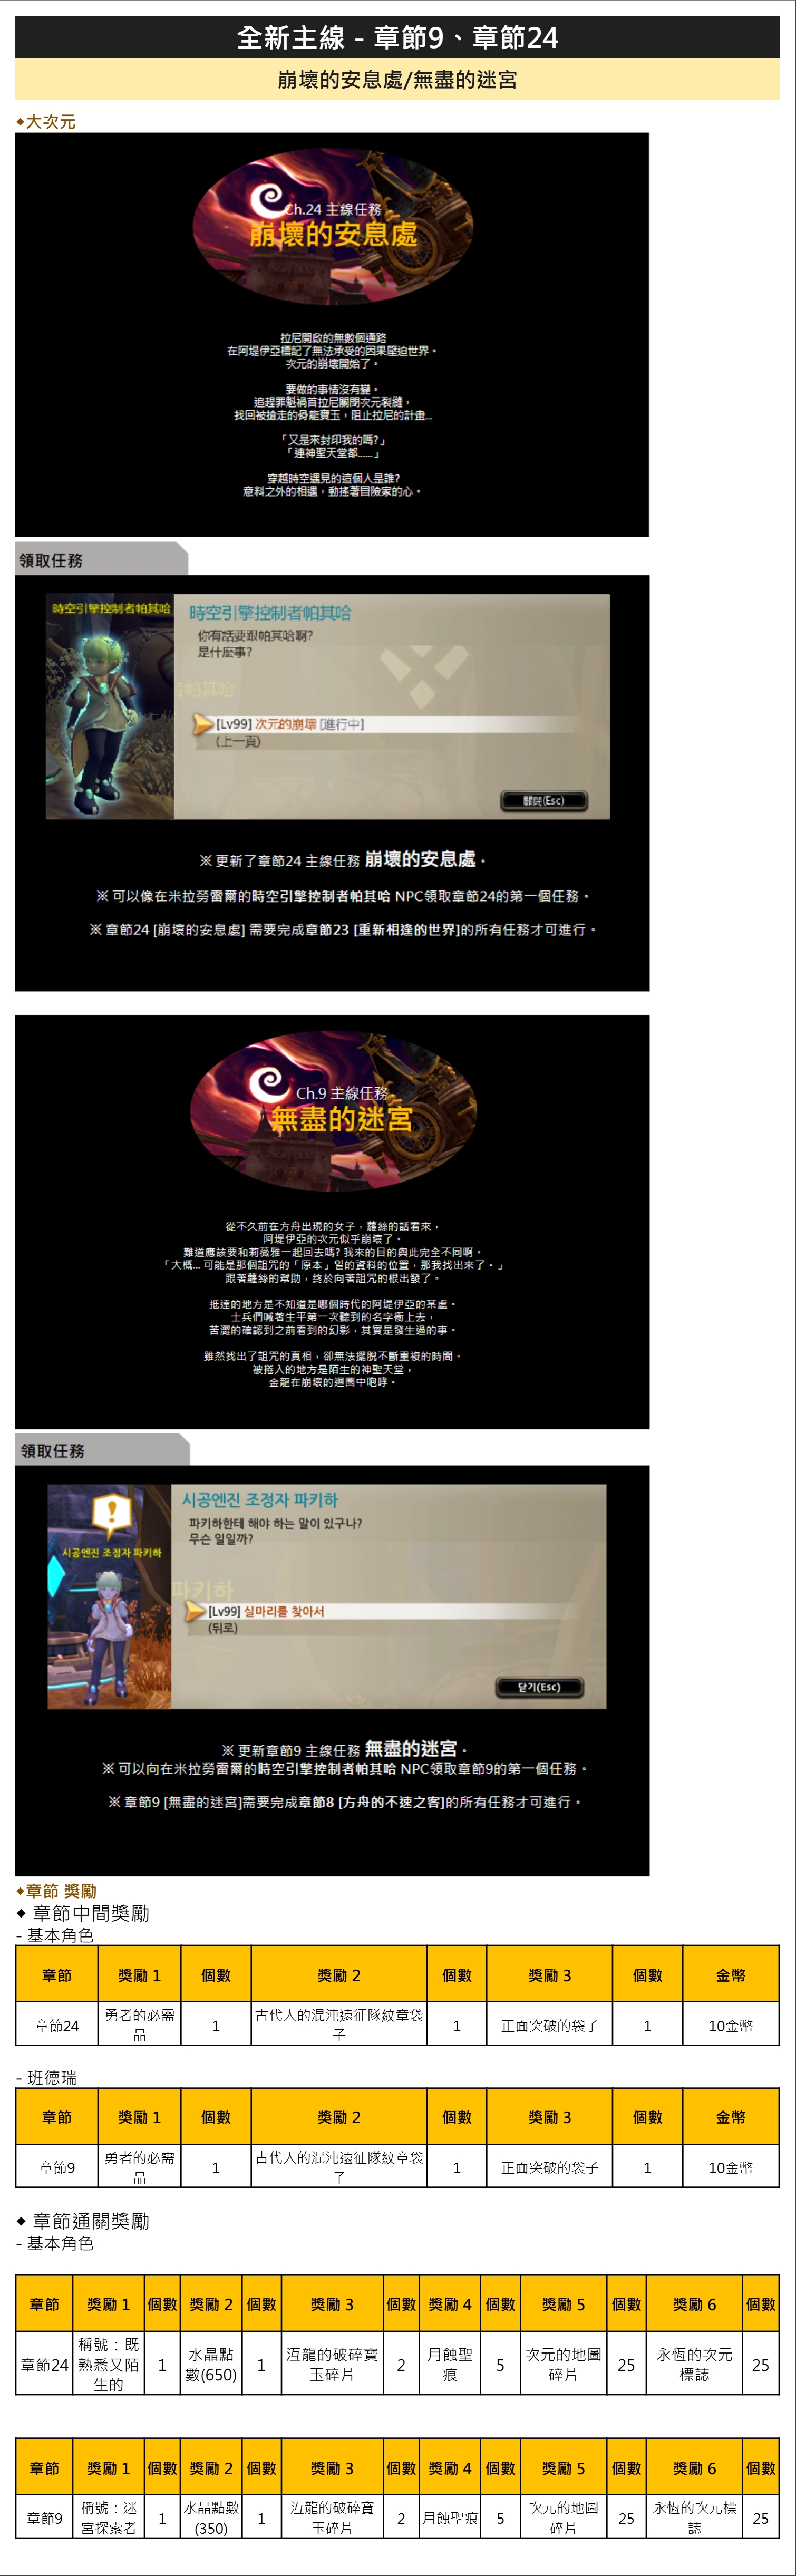 全新主線 - 章節9、章節24
崩壞的安息處/無盡的迷宮
◆大次元
Ch.24 主線任務
崩壞的安息處
拉尼開啟的無數個通路
在阿堤伊亞標記了無法承受的因果壓迫世界。
次元的崩壞開始了。
要做的事情沒有變。
追趕罪魁禍首拉尼關閉次元裂縫，
找回被搶走的骨龍寶玉，阻止拉尼的計畫...
「又是來封印我的嗎?」
「連神聖天堂都......」
穿越時空遇見的這個人是誰?
意料之外的相遇，動搖著冒險家的心。
領取任務
時空引擎控制者帕其哈
時空引擎控制者帕其哈
你有話要跟帕其哈啊?
是什麼事?
者帕其哈
[Lv99] 次元的崩壞 [進行中]
(上一頁)
關閉(Esc)
※ 更新了章節24 主線任務 崩壞的安息處。
※ 可以像在米拉勞雷爾的時空引擎控制者帕其哈 NPC領取章節24的第一個任務。
※ 章節24 [崩壞的安息處] 需要完成章節23 [重新相逢的世界]的所有任務才可進行。
Ch.9 主線任務
無盡的迷宮
從不久前在方舟出現的女子，蘿絲的話看來，
阿堤伊亞的次元似乎崩壞了。
難道應該要和莉薇雅一起回去嗎? 我來的目的與此完全不同啊。
「大概... 可能是那個詛咒的「原本」일的資料的位置，那我找出來了。」
跟著蘿絲的幫助，終於向著詛咒的根出發了。
抵達的地方是不知道是哪個時代的阿堤伊亞的某處。
士兵們喊著生平第一次聽到的名字衝上去，
苦澀的確認到之前看到的幻影，其實是發生過的事。
雖然找出了詛咒的真相，卻無法擺脫不斷重複的時間。
被捲入的地方是陌生的神聖天堂，
金龍在崩壞的迴圈中咆哮。
領取任務
시공엔진 조정자 파키하
시공엔진 조정자 파키하
파키하한테 해야 하는 말이 있구나?
무슨 일일까?
파키하
[Lv99] 실마리를 찾아서
(뒤로)
닫기(Esc)
※ 更新章節9 主線任務 無盡的迷宮。
※ 可以向在米拉勞雷爾的時空引擎控制者帕其哈 NPC領取章節9的第一個任務。
※ 章節9 [無盡的迷宮]需要完成章節8 [方舟的不速之客]的所有任務才可進行。
◆章節 獎勵
◆ 章節中間獎勵
- 基本角色
章節 獎勵 1 個數 獎勵 2 個數 獎勵 3 個數 金幣
章節24 勇者的必需品 1 古代人的混沌遠征隊紋章袋子 1 正面突破的袋子 1 10金幣
- 班德瑞
章節 獎勵 1 個數 獎勵 2 個數 獎勵 3 個數 金幣
章節9 勇者的必需品 1 古代人的混沌遠征隊紋章袋子 1 正面突破的袋子 1 10金幣
◆ 章節通關獎勵
- 基本角色
章節 獎勵 1 個數 獎勵 2 個數 獎勵 3 個數 獎勵 4 個數 獎勵 5 個數 獎勵 6 個數
章節24 稱號：既熟悉又陌生的 1 水晶點數(650) 1 沍龍的破碎寶玉碎片 2 月蝕聖痕 5 次元的地圖碎片 25 永恆的次元標誌 25
章節 獎勵 1 個數 獎勵 2 個數 獎勵 3 個數 獎勵 4 個數 獎勵 5 個數 獎勵 6 個數
章節9 稱號：迷宮探索者 1 水晶點數(350) 1 沍龍的破碎寶玉碎片 2 月蝕聖痕 5 次元的地圖碎片 25 永恆的次元標誌 25